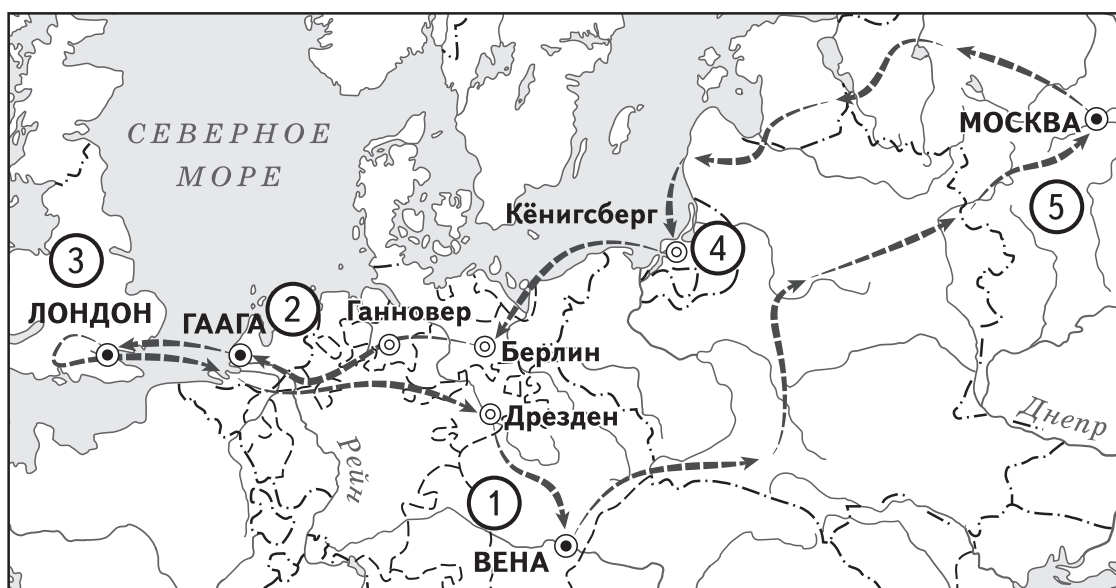 СЕВЕРНОЕ
МОРЕ
МОСКВА
5
Кёнигсберг
4
3
ЛОНДОН
2
ГААГА
Ганновер
Берлин
Дрезден
Днепр
Рейн
1
ВЕНА